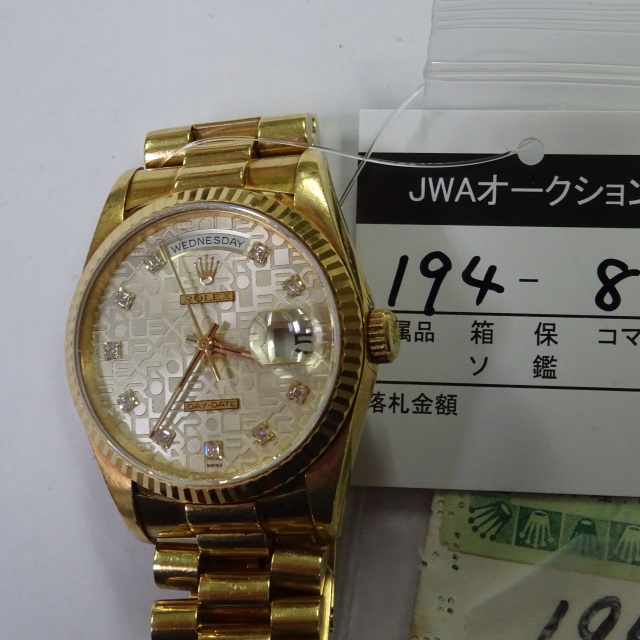 WEDNESDAY
ROLEX
DAY-DATE
JWAオークション
194-8
属品 箱 保 コマ
ソ 鑑
落札金額
19